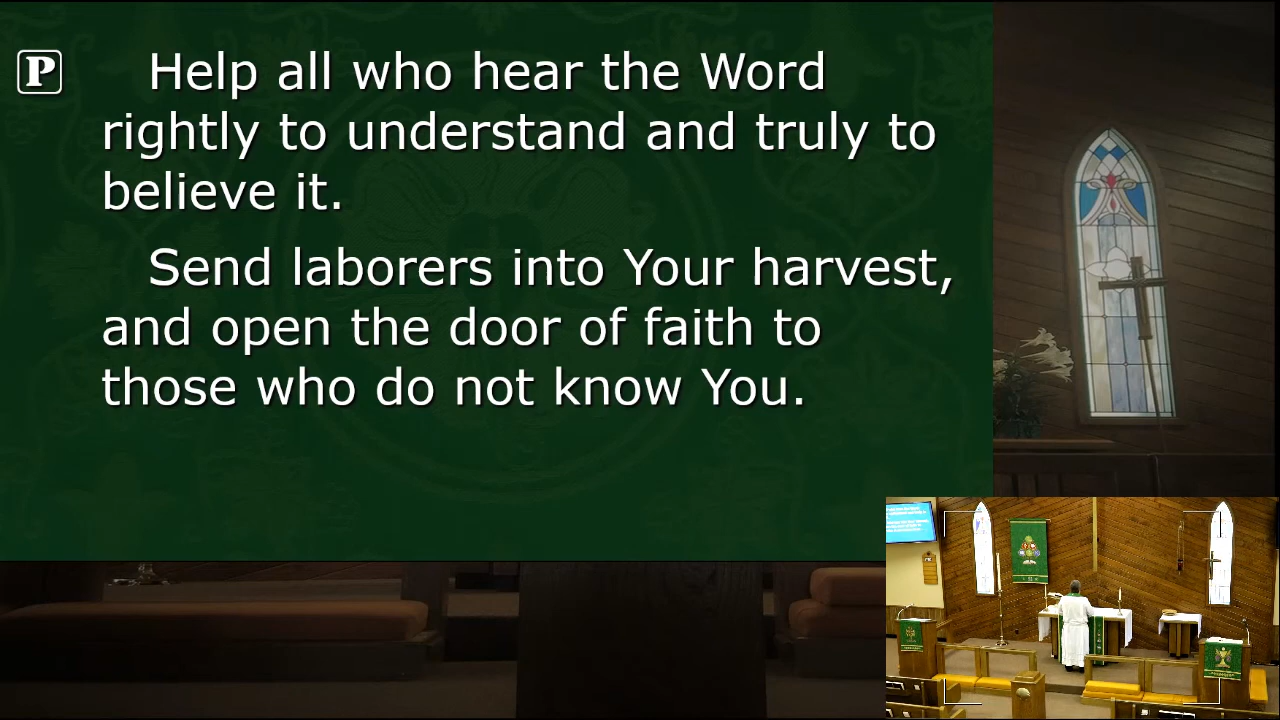 P Help all who hear the Word
rightly to understand and truly to
believe it.
Send laborers into Your harvest,
and open the door of faith to
those who do not know You.